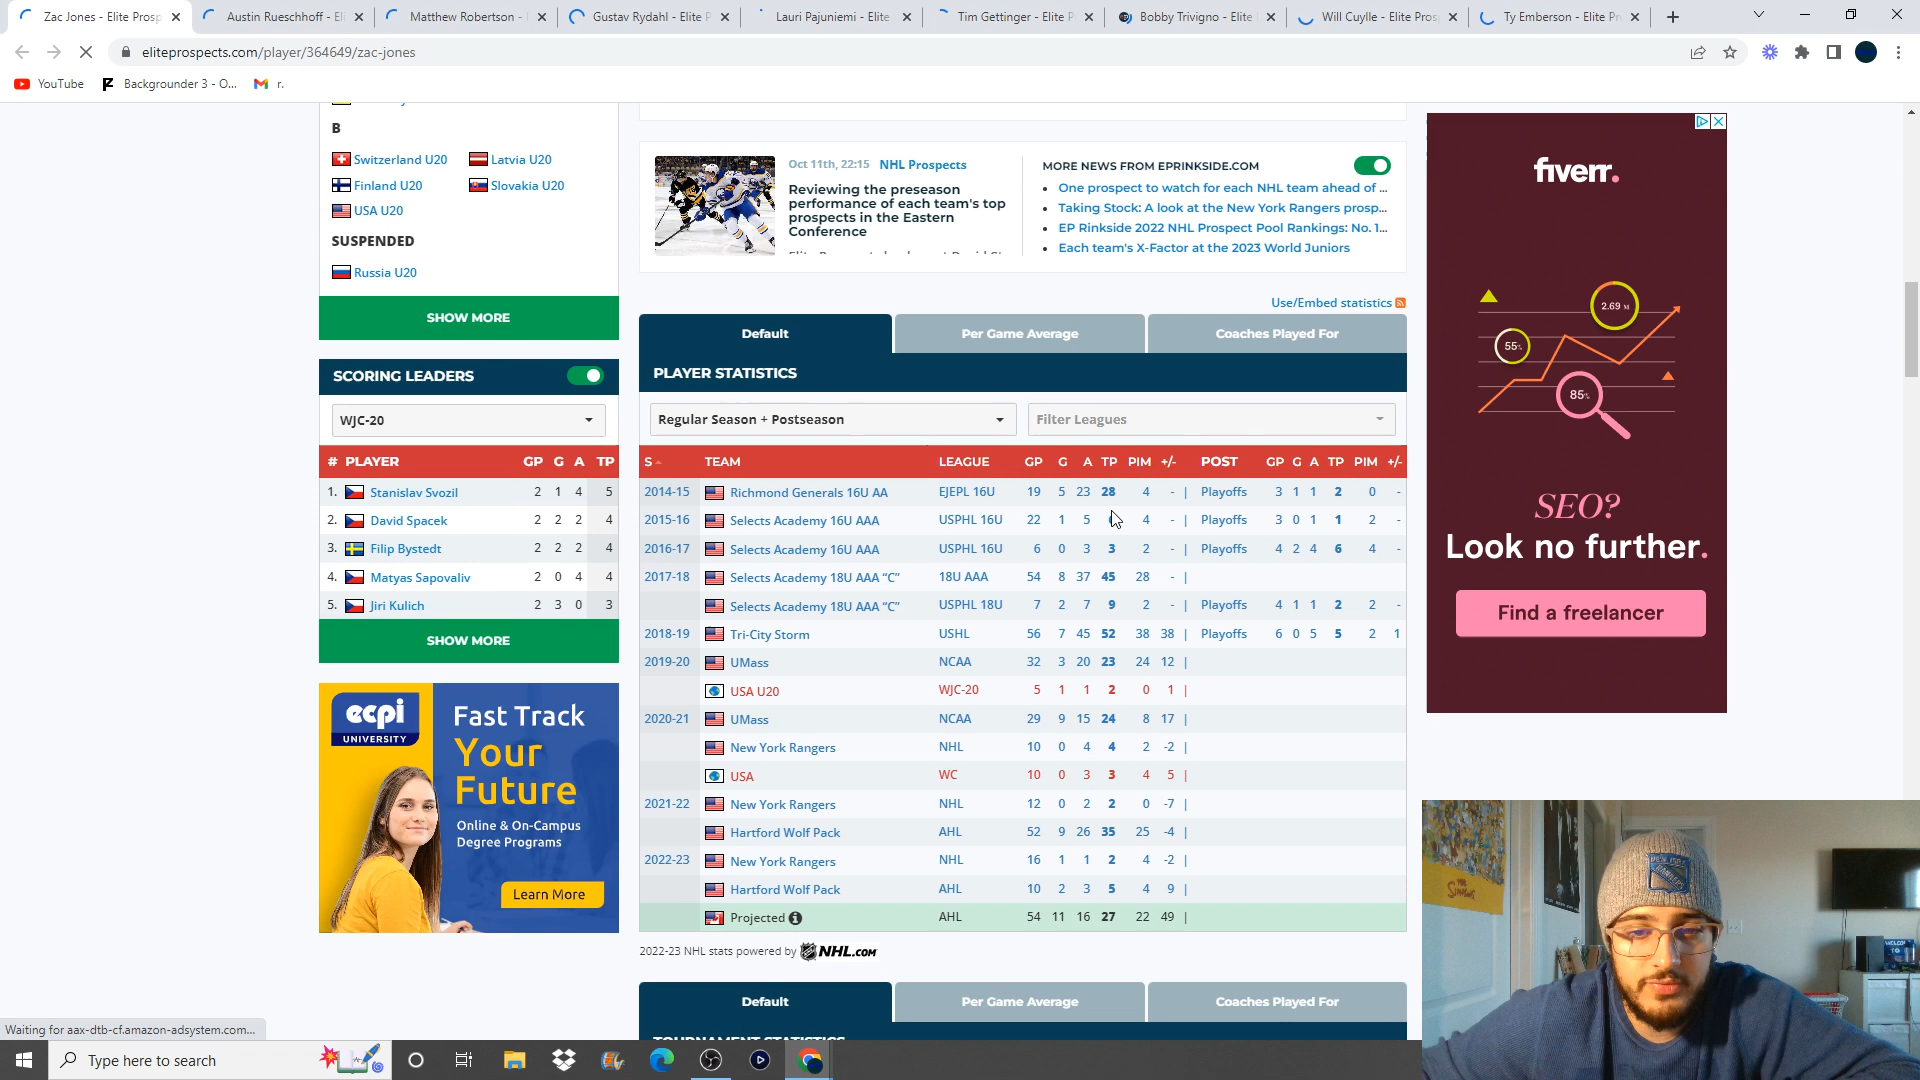 Zac Jones - Elite Prosp
Austin Rueschhoff - Eli
Matthew Robertson -
Gustav Rydahl - Elite P
Lauri Pajuniemi - Elite
Tim Gettinger - Elite P
Bobby Trivigno - Elite
Will Cuylle - Elite Pros
Ty Emberson - Elite Pr
eliteprospects.com/player/364649/zac-jones
YouTube
Backgrounder 3 - O...
r.
B
Switzerland U20 Latvia U20
Finland U20 Slovakia U20
USA U20
SUSPENDED
Russia U20
SHOW MORE
SCORING LEADERS
WJC-20
# PLAYER GP G A TP
1. Stanislav Svozil 2 1 4 5
2. David Spacek 2 2 2 4
3. Filip Bystedt 2 2 2 4
4. Matyas Sapovaliv 2 0 4 4
5. Jiri Kulich 2 3 0 3
SHOW MORE
ecpi
UNIVERSITY
Fast Track
Your
Future
Online & On-Campus
Degree Programs
Learn More
Oct 11th, 22:15 NHL Prospects
Reviewing the preseason
performance of each team's top
prospects in the Eastern
Conference
MORE NEWS FROM EPRINKSIDE.COM
One prospect to watch for each NHL team ahead of ...
Taking Stock: A look at the New York Rangers prosp...
EP Rinkside 2022 NHL Prospect Pool Rankings: No. 1...
Each team's X-Factor at the 2023 World Juniors
Use/Embed statistics
Default Per Game Average Coaches Played For
PLAYER STATISTICS
Regular Season + Postseason Filter Leagues
S TEAM LEAGUE GP G A TP PIM +/- POST GP G A TP PIM +/-
2014-15 Richmond Generals 16U AA EJEPL 16U 19 5 23 28 4 - | Playoffs 3 1 1 2 0 -
2015-16 Selects Academy 16U AAA USPHL 16U 22 1 5 4 - | Playoffs 3 0 1 1 2 -
2016-17 Selects Academy 16U AAA USPHL 16U 6 0 3 3 2 - | Playoffs 4 2 4 6 4 -
2017-18 Selects Academy 18U AAA “C” 18U AAA 54 8 37 45 28 - |
Selects Academy 18U AAA “C” USPHL 18U 7 2 7 9 2 - | Playoffs 4 1 1 2 2 -
2018-19 Tri-City Storm USHL 56 7 45 52 38 38 | Playoffs 6 0 5 5 2 1
2019-20 UMass NCAA 32 3 20 23 24 12 |
USA U20 WJC-20 5 1 1 2 0 1 |
2020-21 UMass NCAA 29 9 15 24 8 17 |
New York Rangers NHL 10 0 4 4 2 -2 |
USA WC 10 0 3 3 4 5 |
2021-22 New York Rangers NHL 12 0 2 2 0 -7 |
Hartford Wolf Pack AHL 52 9 26 35 25 -4 |
2022-23 New York Rangers NHL 16 1 1 2 4 -2 |
Hartford Wolf Pack AHL 10 2 3 5 4 9 |
Projected AHL 54 11 16 27 22 49 |
2022-23 NHL stats powered by NHL.COM
Default Per Game Average Coaches Played For
fiverr.
2.69 M
55%
85%
SEO?
Look no further.
Find a freelancer
Waiting for aax-dtb-cf.amazon-adsystem.com...
Type here to search